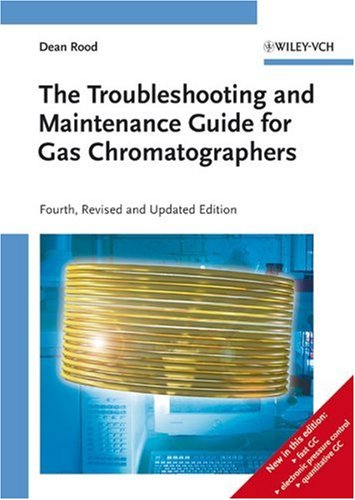 Dean Rood
WILEY-VCH
The Troubleshooting and
Maintenance Guide for
Gas Chromatographers
Fourth, Revised and Updated Edition
New in this edition:
▸ fast GC
▸ electronic pressure control
▸ quantitative GC